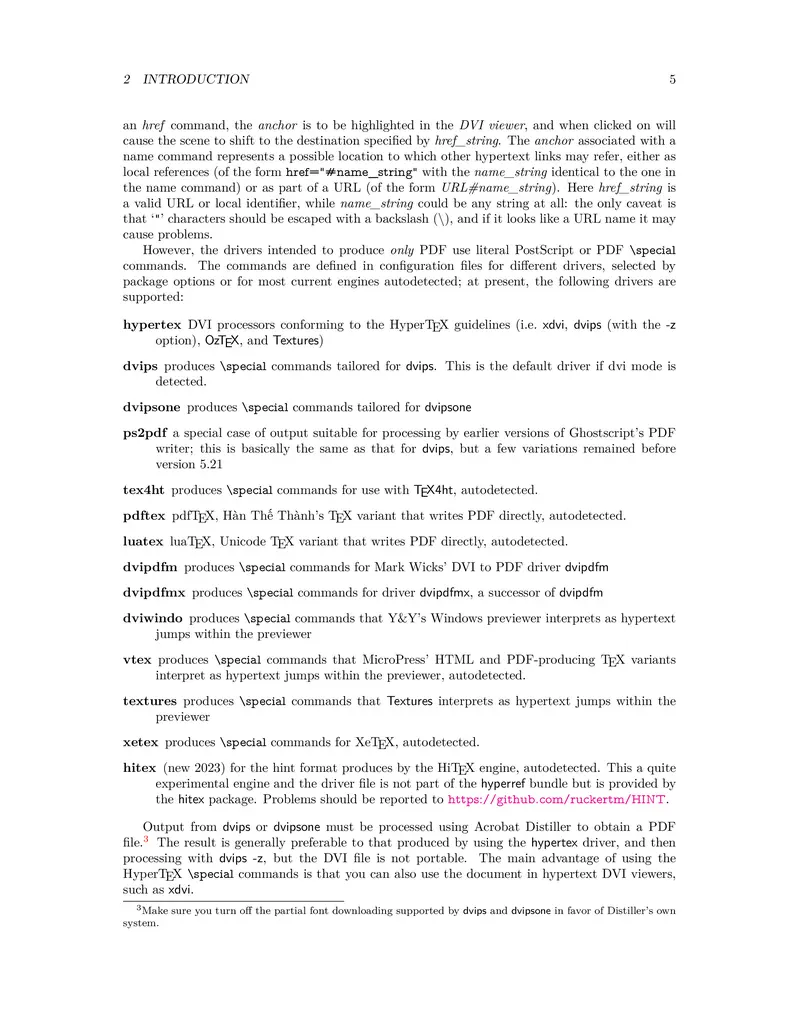 2 INTRODUCTION 5
an href command, the anchor is to be highlighted in the DVI viewer, and when clicked on will
cause the scene to shift to the destination specified by href_string. The anchor associated with a
name command represents a possible location to which other hypertext links may refer, either as
local references (of the form href="#name_string" with the name_string identical to the one in
the name command) or as part of a URL (of the form URL#name_string). Here href_string is
a valid URL or local identifier, while name_string could be any string at all: the only caveat is
that ‘"’ characters should be escaped with a backslash (\), and if it looks like a URL name it may
cause problems.
However, the drivers intended to produce only PDF use literal PostScript or PDF \special
commands. The commands are defined in configuration files for different drivers, selected by
package options or for most current engines autodetected; at present, the following drivers are
supported:
hypertex DVI processors conforming to the HyperTEX guidelines (i.e. xdvi, dvips (with the -z
option), OzTEX, and Textures)
dvips produces \special commands tailored for dvips. This is the default driver if dvi mode is
detected.
dvipsone produces \special commands tailored for dvipsone
ps2pdf a special case of output suitable for processing by earlier versions of Ghostscript’s PDF
writer; this is basically the same as that for dvips, but a few variations remained before
version 5.21
tex4ht produces \special commands for use with TEX4ht, autodetected.
pdftex pdfTEX, Hàn Thế Thành’s TEX variant that writes PDF directly, autodetected.
luatex luaTEX, Unicode TEX variant that writes PDF directly, autodetected.
dvipdfm produces \special commands for Mark Wicks’ DVI to PDF driver dvipdfm
dvipdfmx produces \special commands for driver dvipdfmx, a successor of dvipdfm
dviwindo produces \special commands that Y&Y’s Windows previewer interprets as hypertext
jumps within the previewer
vtex produces \special commands that MicroPress’ HTML and PDF-producing TEX variants
interpret as hypertext jumps within the previewer, autodetected.
textures produces \special commands that Textures interprets as hypertext jumps within the
previewer
xetex produces \special commands for XeTEX, autodetected.
hitex (new 2023) for the hint format produces by the HiTEX engine, autodetected. This a quite
experimental engine and the driver file is not part of the hyperref bundle but is provided by
the hitex package. Problems should be reported to https://github.com/ruckertm/HINT.
Output from dvips or dvipsone must be processed using Acrobat Distiller to obtain a PDF
file.3 The result is generally preferable to that produced by using the hypertex driver, and then
processing with dvips -z, but the DVI file is not portable. The main advantage of using the
HyperTEX \special commands is that you can also use the document in hypertext DVI viewers,
such as xdvi.
3Make sure you turn off the partial font downloading supported by dvips and dvipsone in favor of Distiller’s own
system.